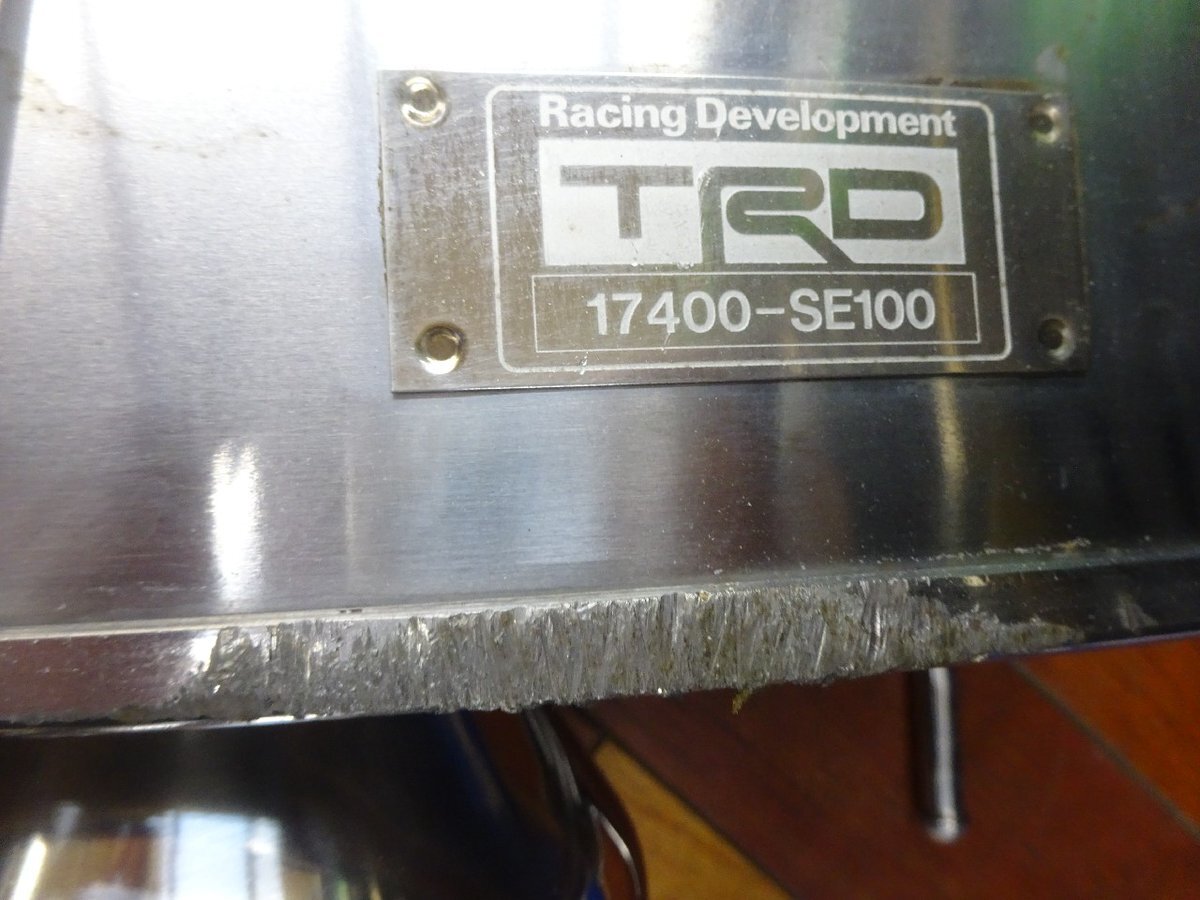 Racing Development
TRD
17400-SE100